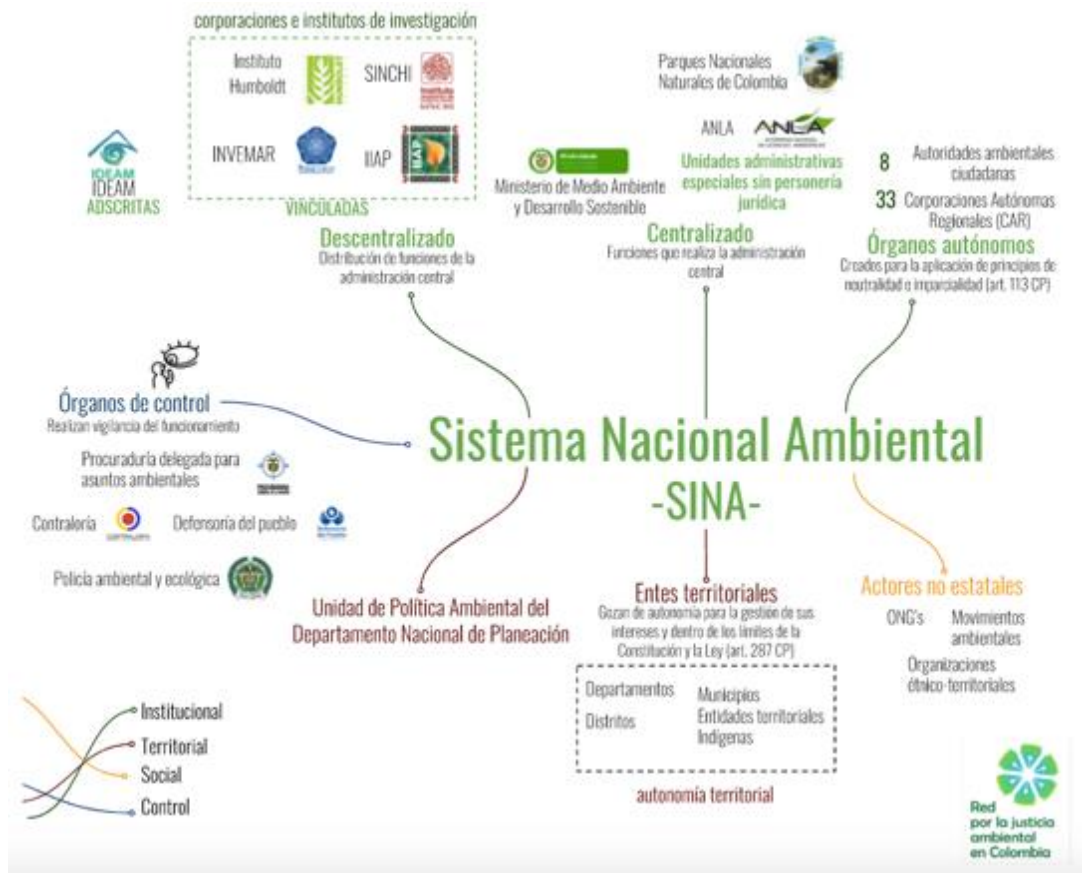 corporaciones e institutos de investigación
Instituto
Humboldt
SINCHI
INVEMAR
IIAP
VINCULADAS
IDEAM
IDEAM
ADSCRITAS
Descentralizado
Distribución de funciones de la
administración central
Ministerio de Medio Ambiente
y Desarrollo Sostenible
Parques Nacionales
Naturales de Colombia
ANLA
ANLA
Unidades administrativas
especiales sin personería
jurídica
Centralizado
Funciones que realiza la administración
central
8 Autoridades ambientales
ciudadanas
33 Corporaciones Autónomas
Regionales (CAR)
Órganos autónomos
Creados para la aplicación de principios de
neutralidad e imparcialidad (art. 113 CP)
Órganos de control
Realizan vigilancia del funcionamiento
Procuraduría delegada para
asuntos ambientales
Contraloría
Defensoría del pueblo
Policía ambiental y ecológica
Sistema Nacional Ambiental
-SINA-
Unidad de Política Ambiental del
Departamento Nacional de Planeación
Entes territoriales
Gozan de autonomía para la gestión de sus
intereses y dentro de los límites de la
Constitución y la Ley (art. 287 CP)
Departamentos
Distritos
Municipios
Entidades territoriales
Indígenas
autonomía territorial
Actores no estatales
ONG's
Movimientos
ambientales
Organizaciones
étnico-territoriales
Institucional
Territorial
Social
Control
Red
por la justicia
ambiental
en Colombia